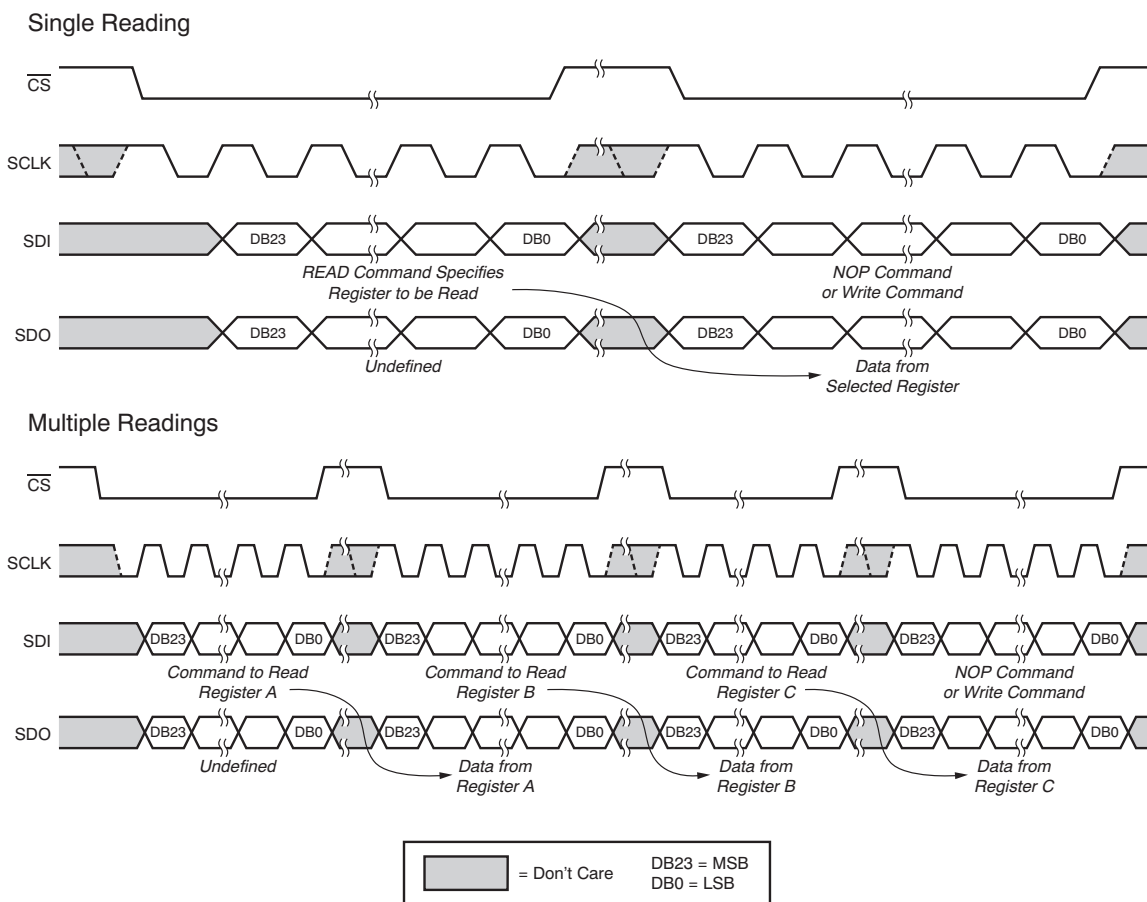 Single Reading
CS
SCLK
SDI DB23 DB0 DB23 DB0
READ Command Specifies
Register to be Read
NOP Command
or Write Command
SDO DB23 DB0 DB23 DB0
Undefined
Data from
Selected Register
Multiple Readings
CS
SCLK
SDI DB23 DB0 DB23 DB0 DB23 DB0 DB23 DB0
Command to Read
Register A
Command to Read
Register B
Command to Read
Register C
NOP Command
or Write Command
SDO DB23 DB0 DB23 DB0 DB23 DB0 DB23 DB0
Undefined
Data from
Register A
Data from
Register B
Data from
Register C
= Don't Care
DB23 = MSB
DB0 = LSB